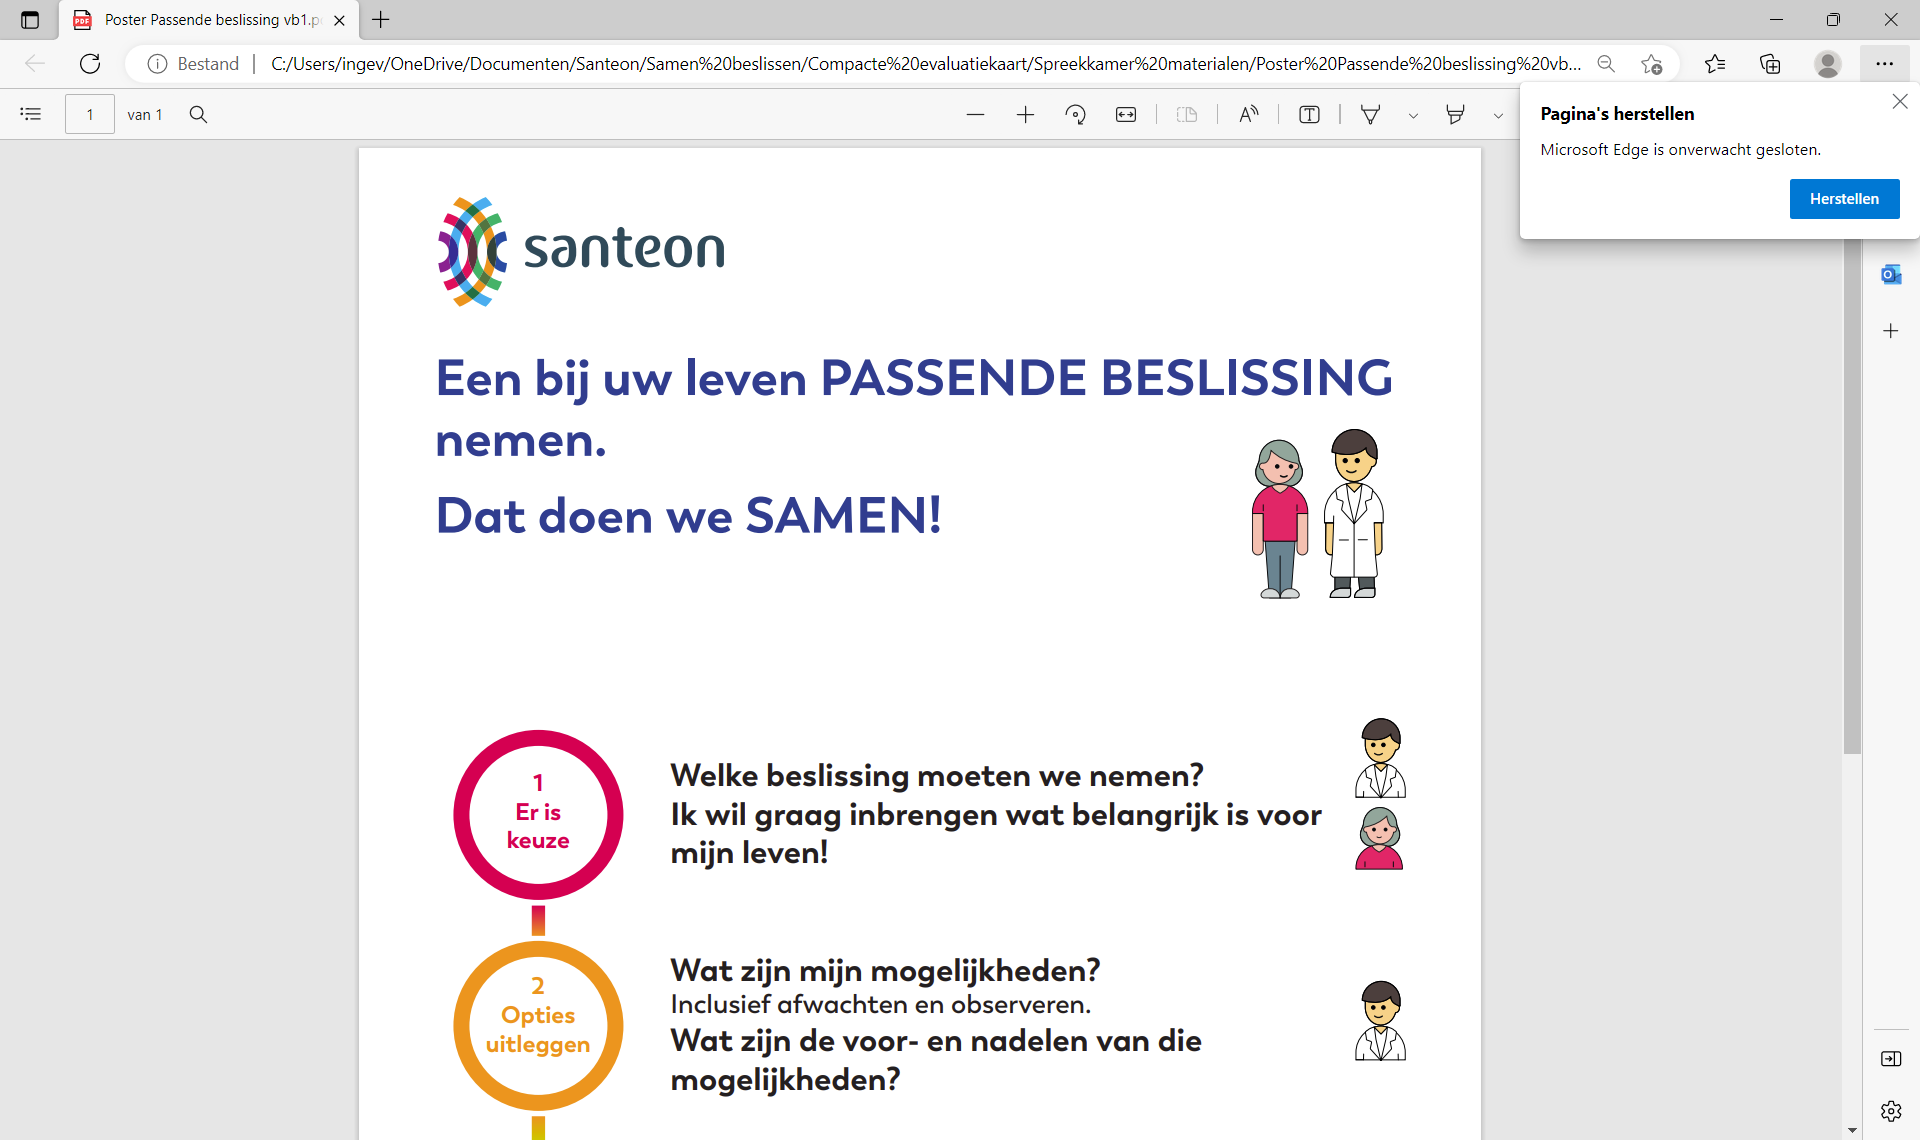 Poster Passende beslissing vb1.p
Bestand
C:/Users/ingev/OneDrive/Documenten/Santeon/Samen%20beslissen/Compacte%20evaluatiekaart/Spreekkamer%20materialen/Poster%20Passende%20beslissing%20vb...
1 van 1
Pagina's herstellen
Microsoft Edge is onverwacht gesloten.
Herstellen
santeon
Een bij uw leven PASSENDE BESLISSING
nemen.
Dat doen we SAMEN!
1
Er is
keuze
Welke beslissing moeten we nemen?
Ik wil graag inbrengen wat belangrijk is voor
mijn leven!
2
Opties
uitleggen
Wat zijn mijn mogelijkheden?
Inclusief afwachten en observeren.
Wat zijn de voor- en nadelen van die
mogelijkheden?